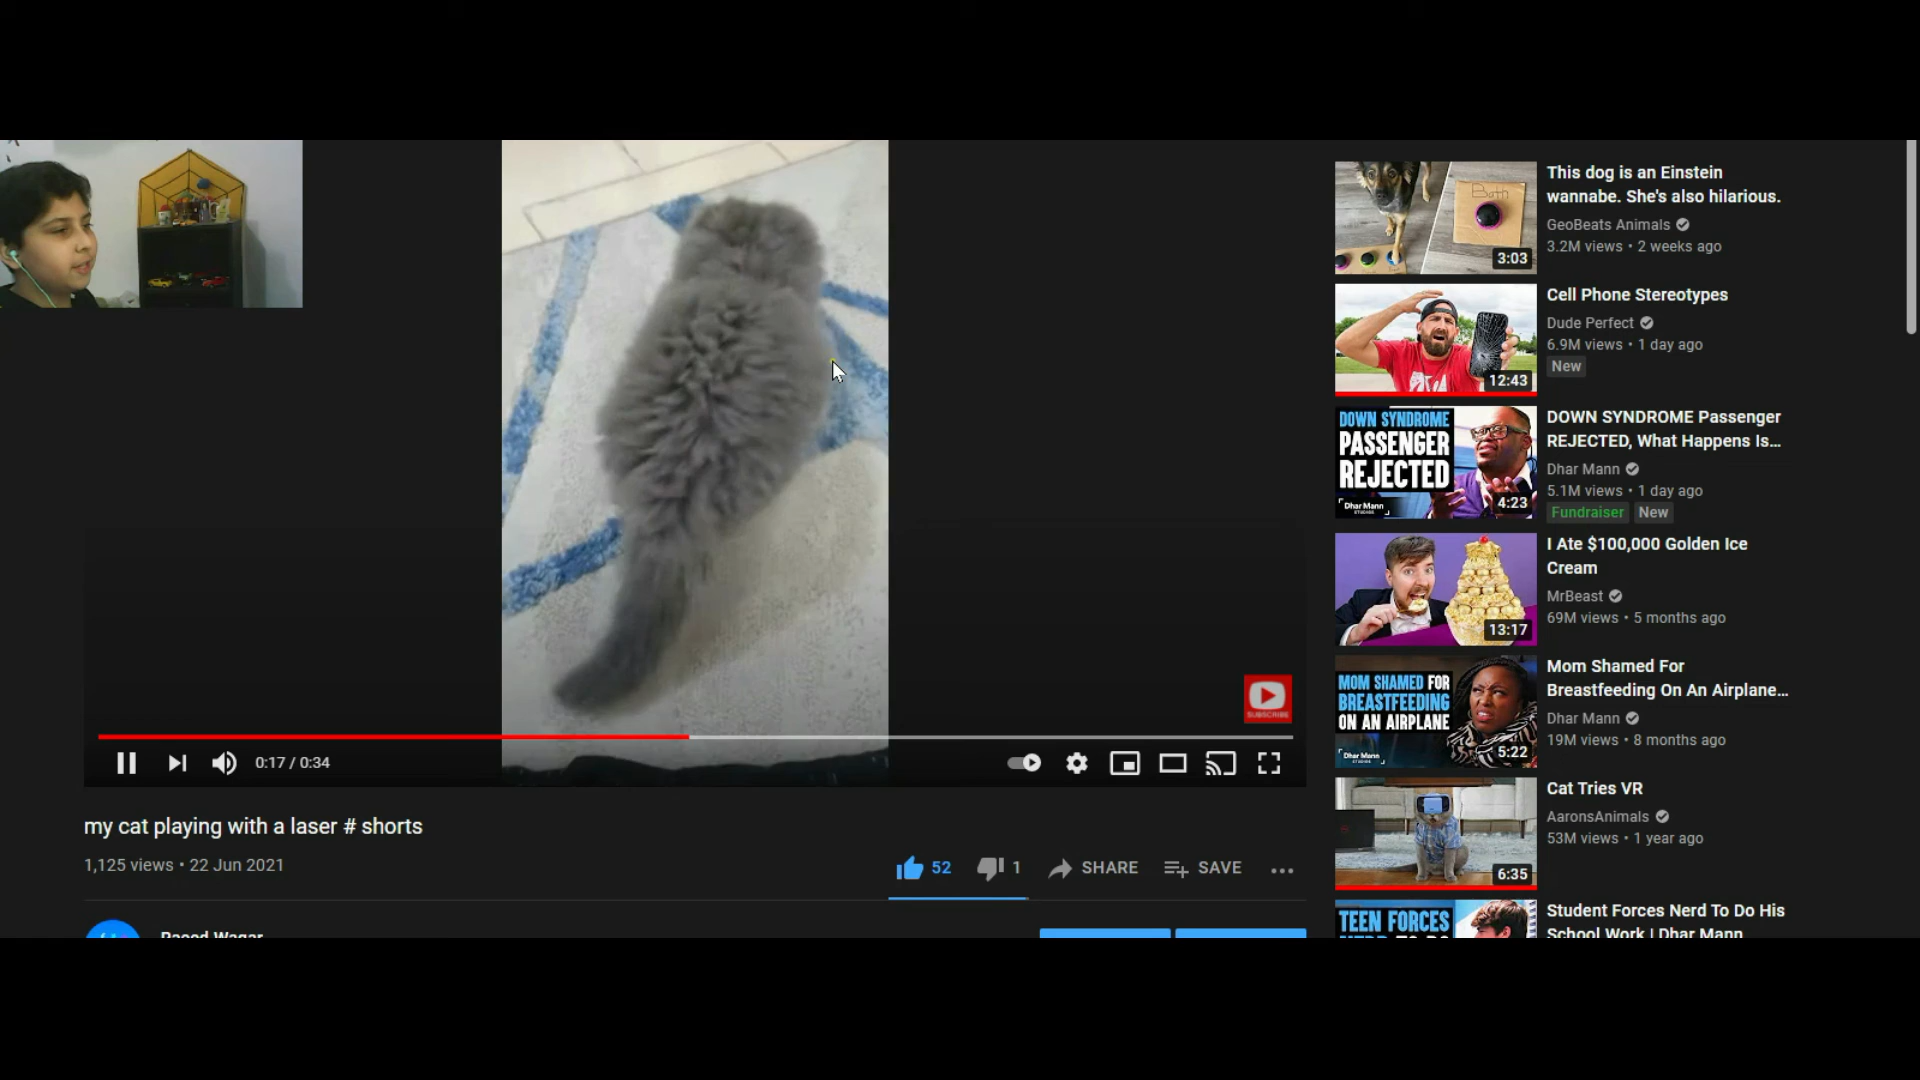 0:17 / 0:34
SUBSCRIBE
my cat playing with a laser # shorts
1,125 views • 22 Jun 2021
52
1
SHARE
SAVE
Raeed Waqar
Both
3:03
This dog is an Einstein
wannabe. She's also hilarious.
GeoBeats Animals
3.2M views • 2 weeks ago
12:43
Cell Phone Stereotypes
Dude Perfect
6.9M views • 1 day ago
New
DOWN SYNDROME
PASSENGER
REJECTED
Dhar Mann
STUDIOS
4:23
DOWN SYNDROME Passenger
REJECTED, What Happens Is...
Dhar Mann
5.1M views • 1 day ago
Fundraiser New
13:17
I Ate $100,000 Golden Ice
Cream
MrBeast
69M views • 5 months ago
MOM SHAMED FOR
BREASTFEEDING
ON AN AIRPLANE
Dhar Mann
STUDIOS
5:22
Mom Shamed For
Breastfeeding On An Airplane...
Dhar Mann
19M views • 8 months ago
6:35
Cat Tries VR
AaronsAnimals
53M views • 1 year ago
TEEN FORCES
NERD TO DO
Student Forces Nerd To Do His
School Work | Dhar Mann